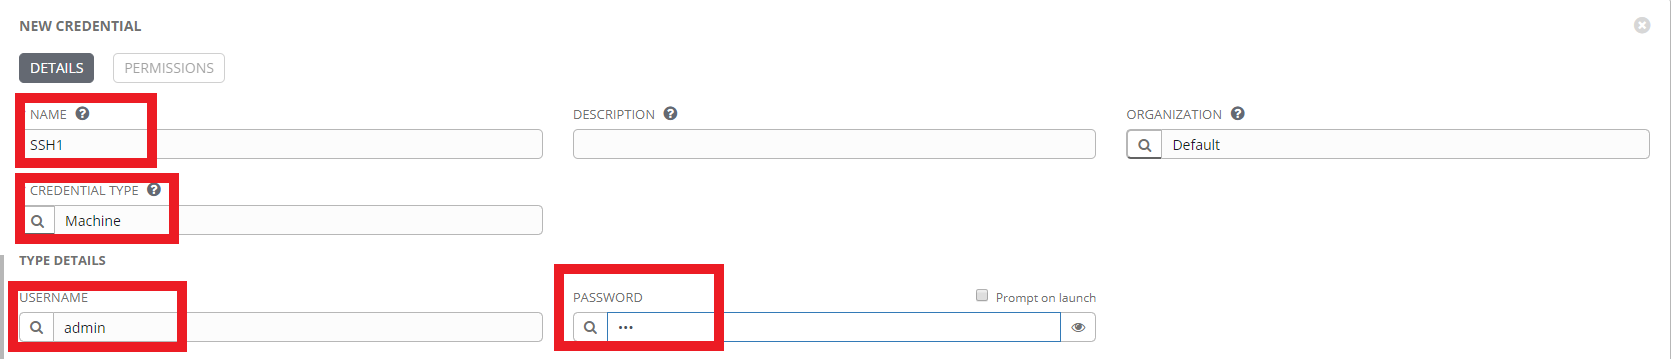 NEW CREDENTIAL
DETAILS PERMISSIONS
NAME DESCRIPTION ORGANIZATION
SSH1 Default
CREDENTIAL TYPE
Machine
TYPE DETAILS
USERNAME PASSWORD Prompt on launch
admin •••